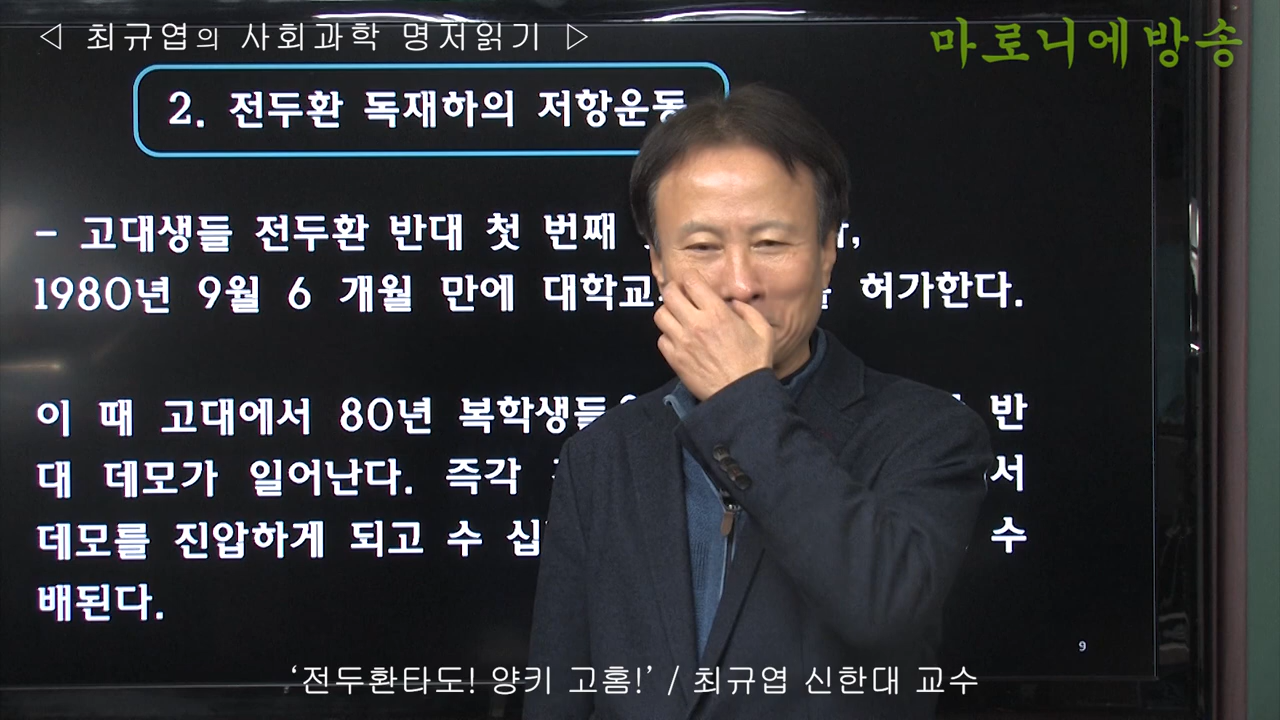 ◁ 최규엽의 사회과학 명저읽기 ▷
마로니에방송
2. 전두환 독재하의 저항운동
- 고대생들 전두환 반대 첫 번째
1980년 9월 6 개월 만에 허가한다.
이 때 고대에서 80년 복학생들 반
대 데모가 일어난다. 즉각 서
데모를 진압하게 되고 수 수
배된다.
9
‘전두환타도! 양키 고홈!’ / 최규엽 신한대 교수